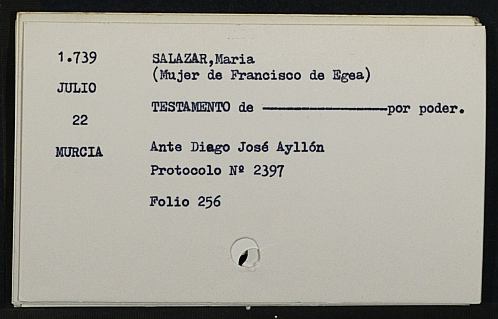 1.739 SALAZAR,Maria
(Mujer de Francisco de Egea)
JULIO
TESTAMENTO de ————————por poder.
22
MURCIA Ante Diego José Ayllón
Protocolo Nº 2397
Folio 256